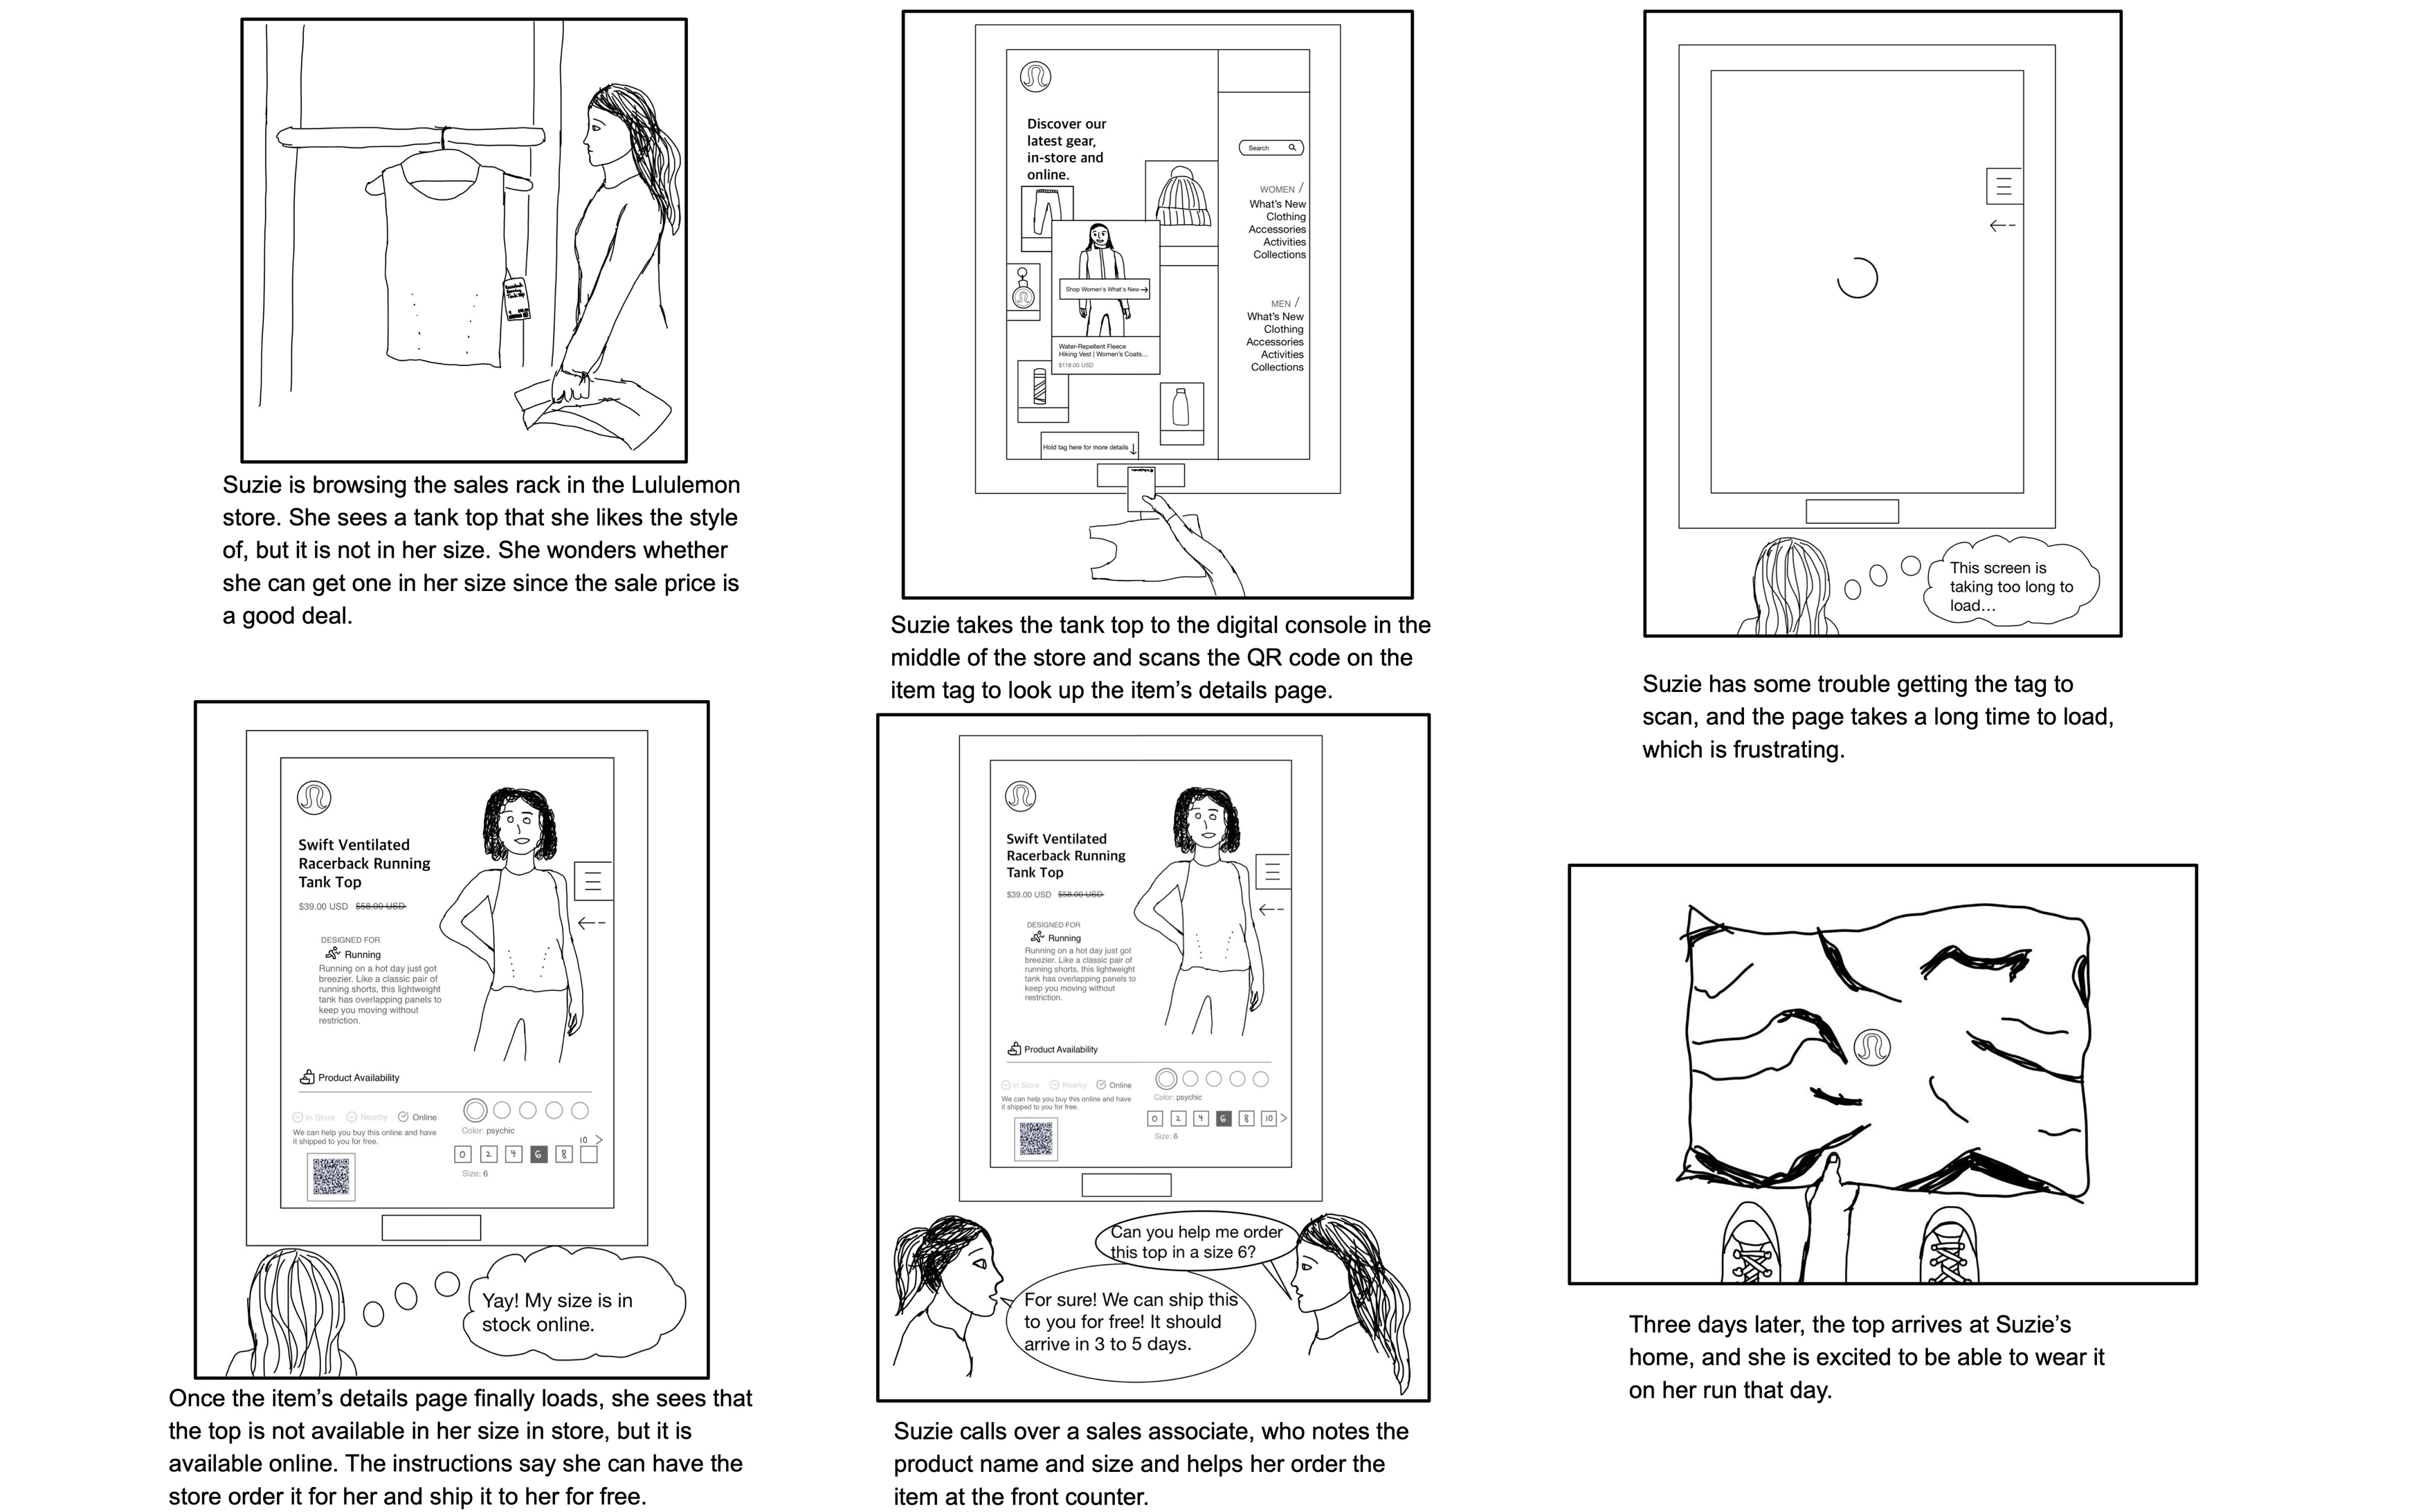 Racerback
Running
Tank Top
Suzie is browsing the sales rack in the Lululemon
store. She sees a tank top that she likes the style
of, but it is not in her size. She wonders whether
she can get one in her size since the sale price is
a good deal.
Discover our
latest gear,
in-store and
online.
Shop Women's What's New
Water-Repellent Fleece
Hiking Vest | Women's Coats...
$118.00 USD
Hold tag here for more details
Search
WOMEN /
What's New
Clothing
Accessories
Activities
Collections
MEN /
What's New
Clothing
Accessories
Activities
Collections
Suzie takes the tank top to the digital console in the
middle of the store and scans the QR code on the
item tag to look up the item's details page.
This screen is
taking too long to
load...
Suzie has some trouble getting the tag to
scan, and the page takes a long time to load,
which is frustrating.
Swift Ventilated
Racerback Running
Tank Top
$39.00 USD $58.00 USD
DESIGNED FOR
Running
Running on a hot day just got
breezier. Like a classic pair of
running shorts, this lightweight
tank has overlapping panels to
keep you moving without
restriction.
Product Availability
In Store Nearby Online
We can help you buy this online and have
it shipped to you for free.
Color: psychic
10 >
0 2 4 6 8
Size: 6
Yay! My size is in
stock online.
Once the item's details page finally loads, she sees that
the top is not available in her size in store, but it is
available online. The instructions say she can have the
store order it for her and ship it to her for free.
Swift Ventilated
Racerback Running
Tank Top
$39.00 USD $58.00 USD
DESIGNED FOR
Running
Running on a hot day just got
breezier. Like a classic pair of
running shorts, this lightweight
tank has overlapping panels to
keep you moving without
restriction.
Product Availability
In Store Nearby Online
We can help you buy this online and have
it shipped to you for free.
Color: psychic
0 2 4 6 8 10 >
Size: 6
Can you help me order
this top in a size 6?
For sure! We can ship this
to you for free! It should
arrive in 3 to 5 days.
Suzie calls over a sales associate, who notes the
product name and size and helps her order the
item at the front counter.
Three days later, the top arrives at Suzie's
home, and she is excited to be able to wear it
on her run that day.